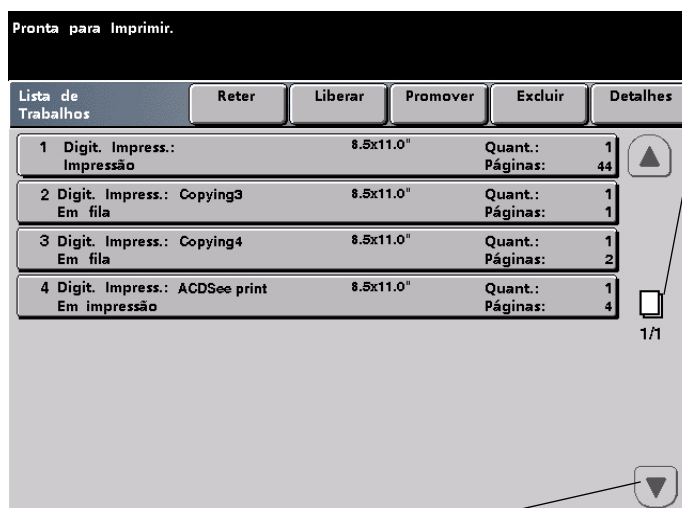 Pronta para Imprimir.
Lista de Trabalhos
Reter
Liberar
Promover
Excluir
Detalhes
1 Digit. Impress.: 8.5x11.0" Quant.: 1
Impressão Páginas: 44
2 Digit. Impress.: Copying3 8.5x11.0" Quant.: 1
Em fila Páginas: 1
3 Digit. Impress.: Copying4 8.5x11.0" Quant.: 1
Em fila Páginas: 2
4 Digit. Impress.: ACDSee print 8.5x11.0" Quant.: 1
Em impressão Páginas: 4
1/1